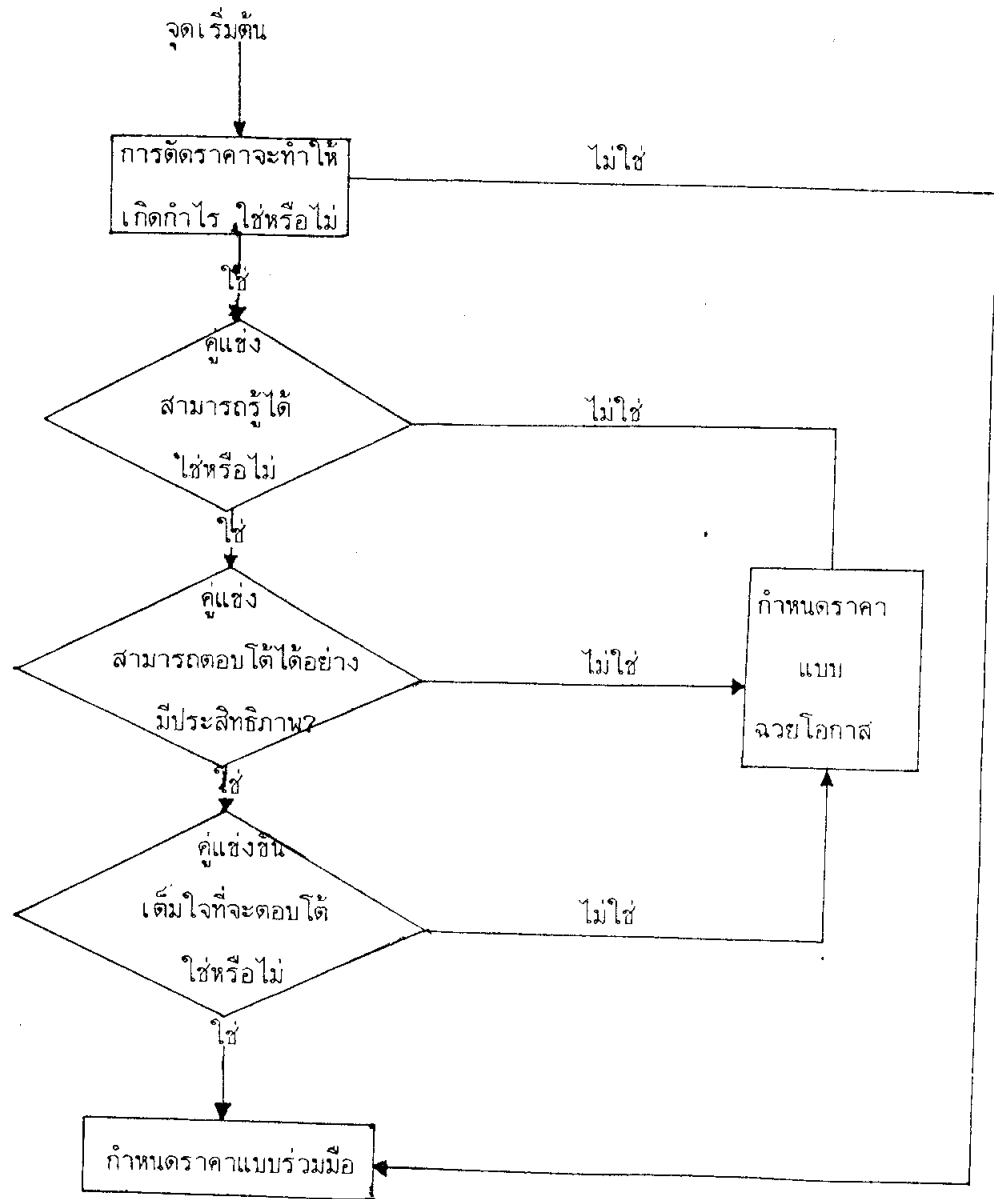 จุดเริ่มต้น
การตัดราคาจะทำให้
เกิดกำไร ใช่หรือไม่
ไม่ใช่
ใช่
คู่แข่ง
สามารถรู้ได้
ใช่หรือไม่
ไม่ใช่
ใช่
คู่แข่ง
สามารถตอบโต้ได้อย่าง
มีประสิทธิภาพ?
ไม่ใช่
กำหนดราคา
แบบ
ฉวยโอกาส
ใช่
คู่แข่งขัน
เต็มใจที่จะตอบโต้
ใช่หรือไม่
ไม่ใช่
ใช่
กำหนดราคาแบบร่วมมือ